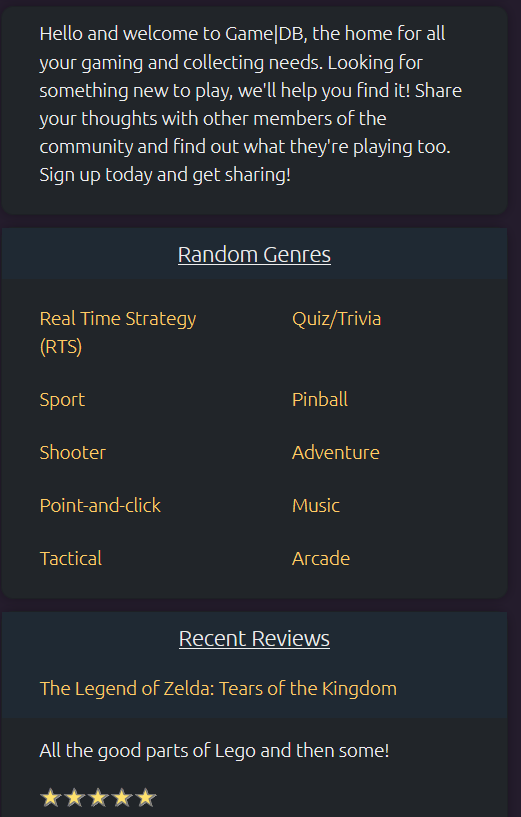 Hello and welcome to Game|DB, the home for all
your gaming and collecting needs. Looking for
something new to play, we'll help you find it! Share
your thoughts with other members of the
community and find out what they're playing too.
Sign up today and get sharing!
Random Genres
Real Time Strategy
(RTS)
Quiz/Trivia
Sport
Pinball
Shooter
Adventure
Point-and-click
Music
Tactical
Arcade
Recent Reviews
The Legend of Zelda: Tears of the Kingdom
All the good parts of Lego and then some!